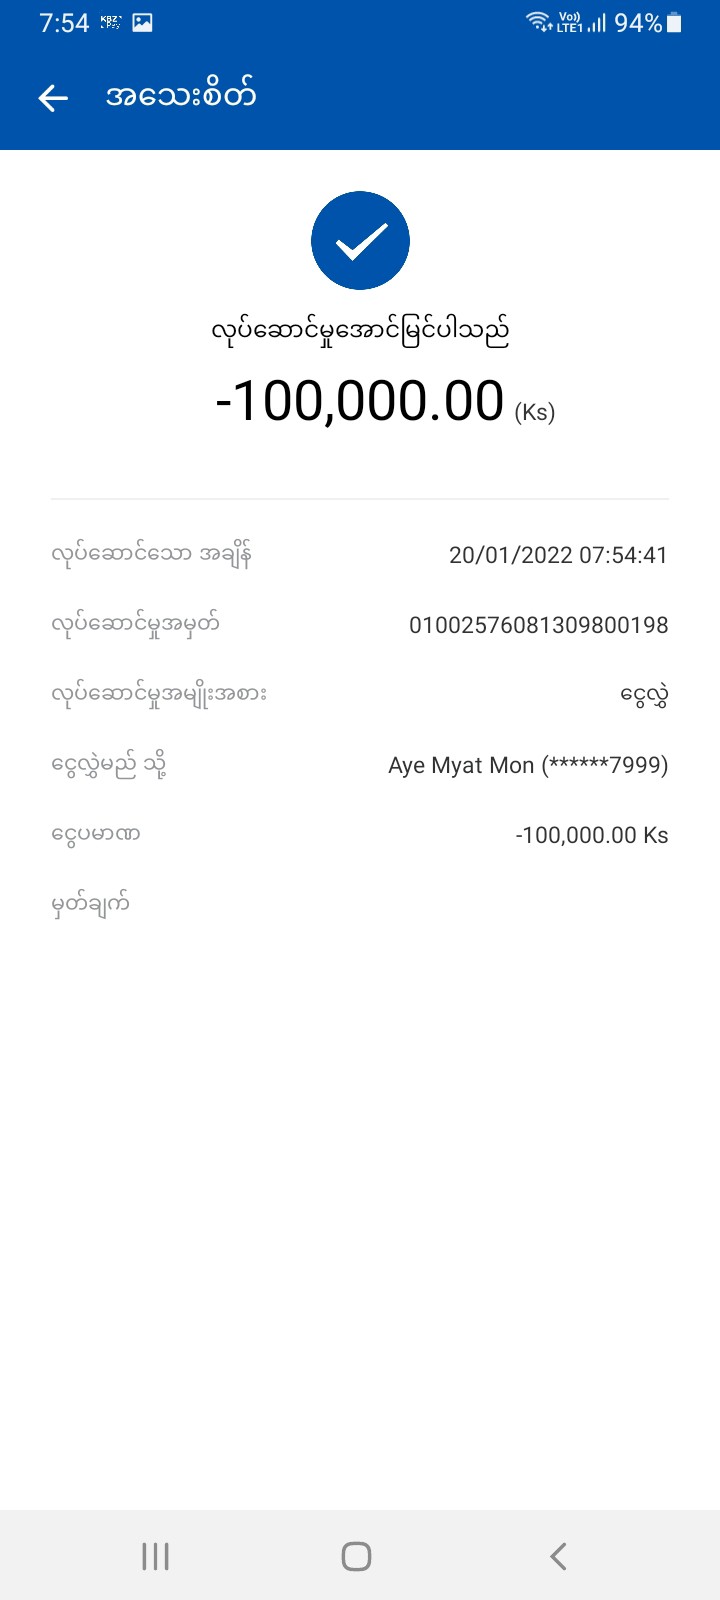 7:54 KBZ Pay Vo)) LTE1 94%
အသေးစိတ်
လုပ်ဆောင်မှုအောင်မြင်ပါသည်
-100,000.00 (Ks)
လုပ်ဆောင်သော အချိန် 20/01/2022 07:54:41
လုပ်ဆောင်မှုအမှတ် 01002576081309800198
လုပ်ဆောင်မှုအမျိုးအစား ငွေလွှဲ
ငွေလွှဲမည် သို့ Aye Myat Mon (******7999)
ငွေပမာဏ -100,000.00 Ks
မှတ်ချက်